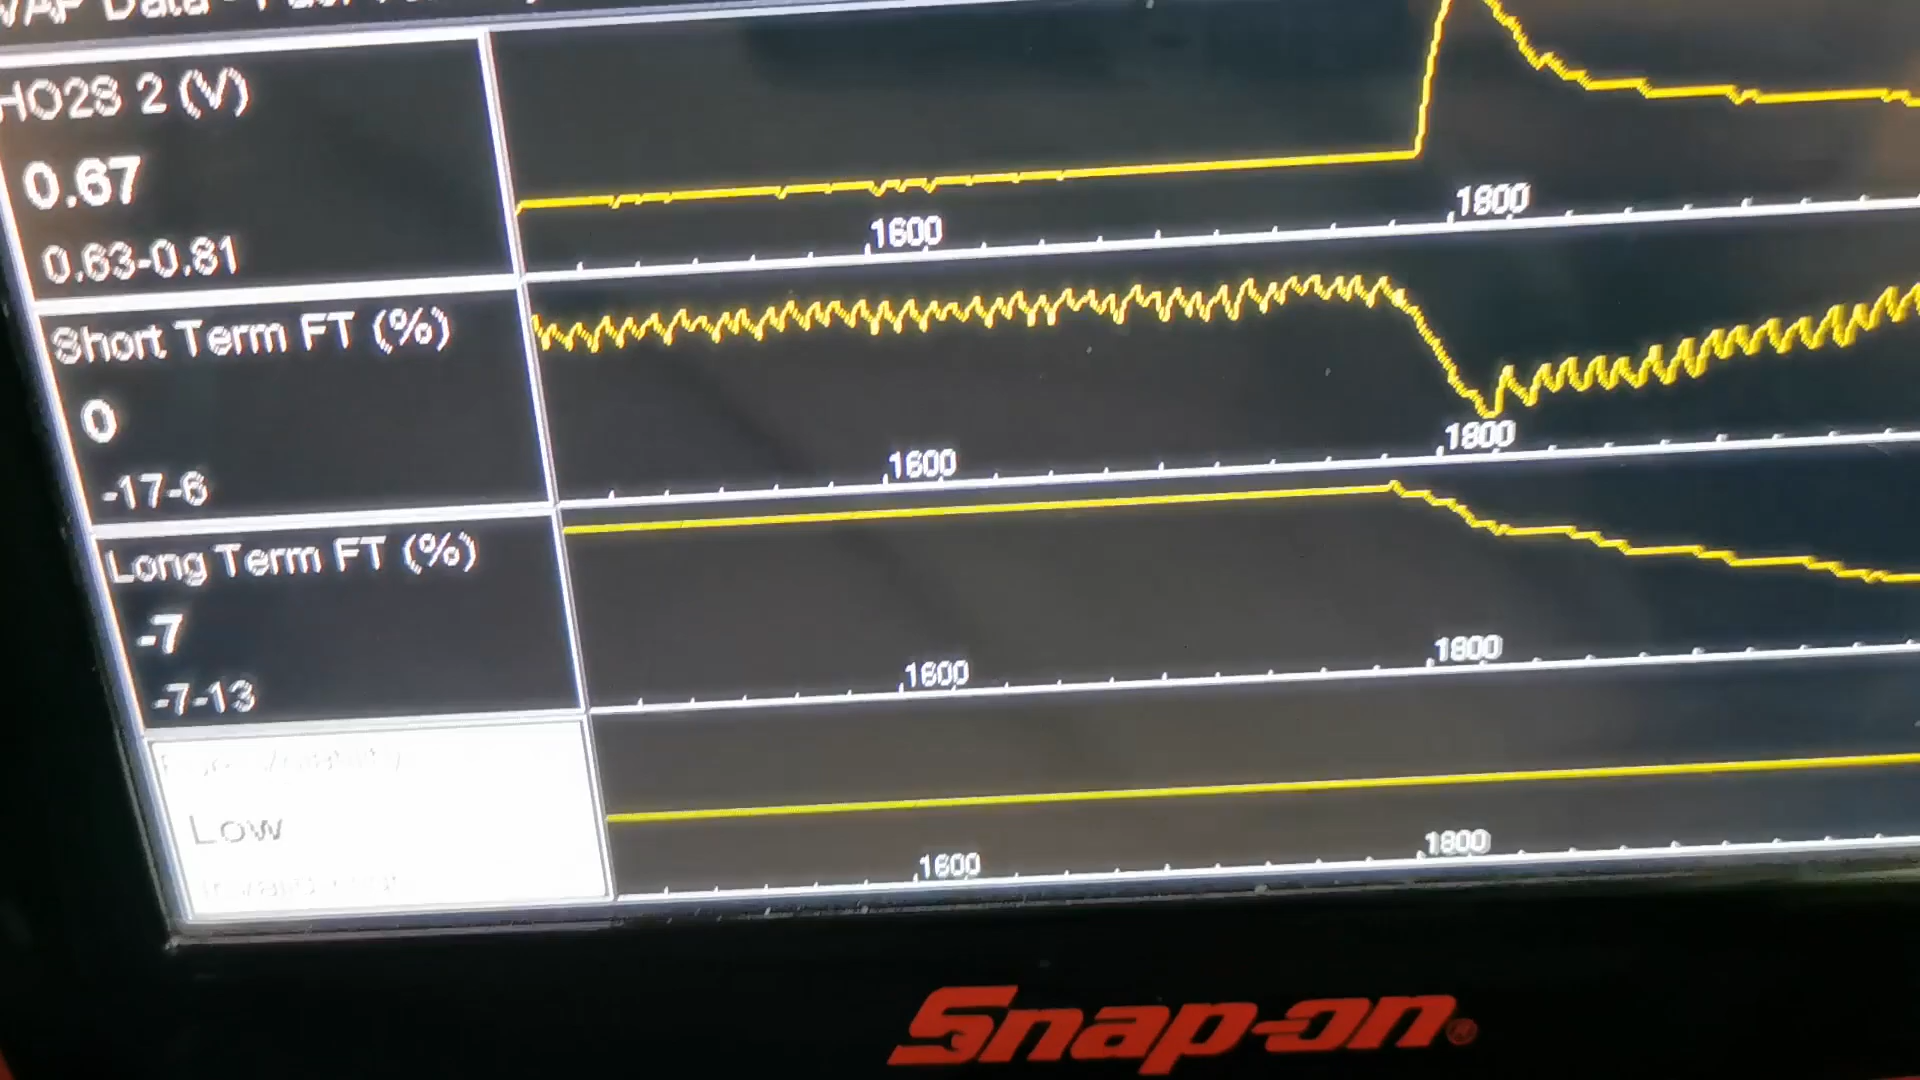 HO2S 2 (V)
0.67
0.63-0.81
1600
1800
Short Term FT (%)
0
-17-6
1600
1800
Long Term FT (%)
-7
-7-13
1600
1800
Low
1600
1800
Snap-on®